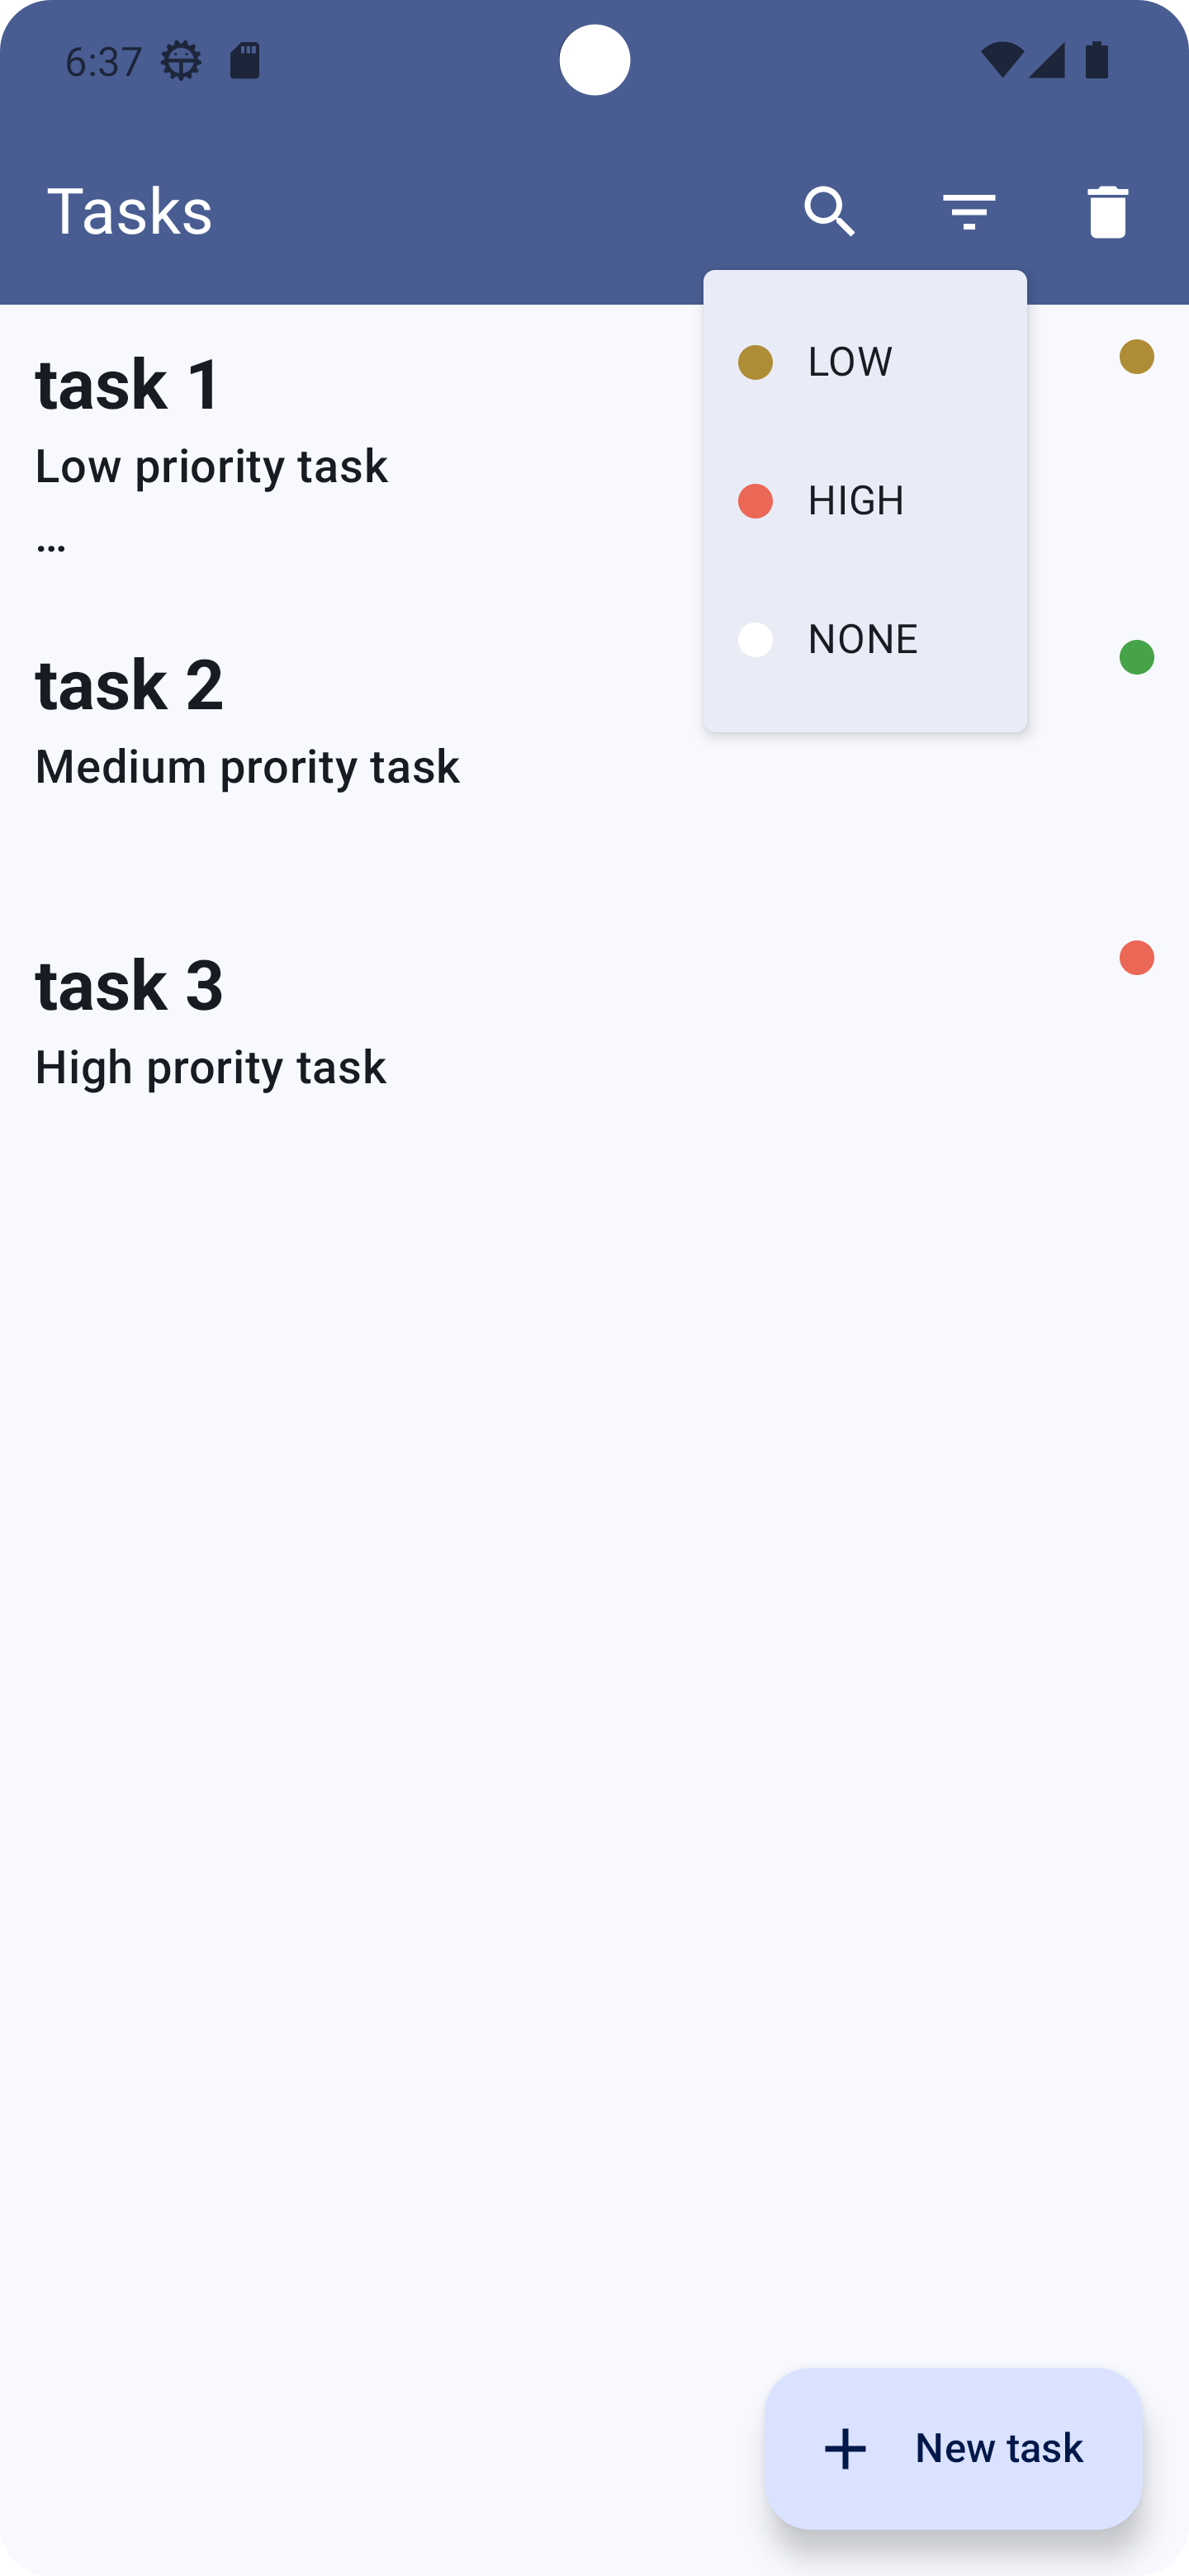 6:37
Tasks
LOW
HIGH
NONE
task 1
Low priority task
...
task 2
Medium prority task
task 3
High prority task
New task